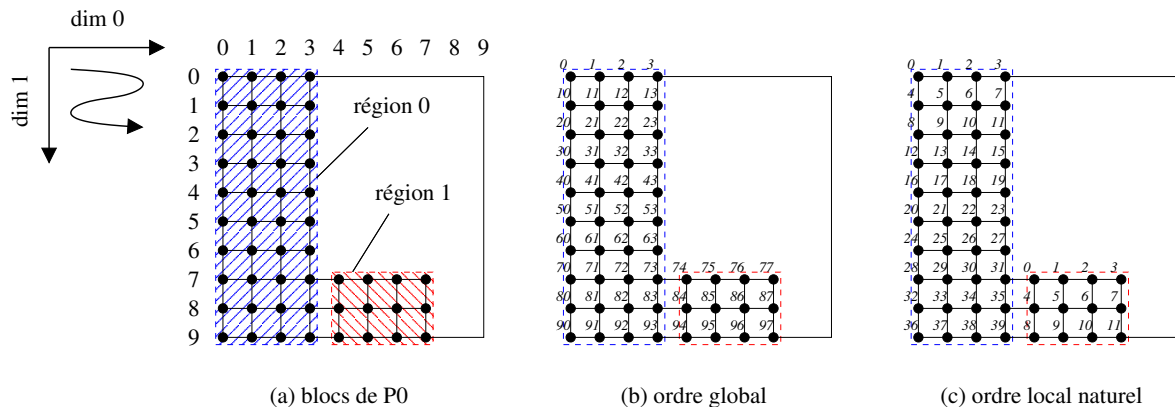 dim 0
dim 1
0 1 2 3 4 5 6 7 8 9
0
1
2
3
4
5
6
7
8
9
région 0
région 1
(a) blocs de P0
0 1 2 3
10 11 12 13
20 21 22 23
30 31 32 33
40 41 42 43
50 51 52 53
60 61 62 63
70 71 72 73 74 75 76 77
80 81 82 83 84 85 86 87
90 91 92 93 94 95 96 97
(b) ordre global
0 1 2 3
4 5 6 7
8 9 10 11
12 13 14 15
16 17 18 19
20 21 22 23
24 25 26 27
28 29 30 31 0 1 2 3
32 33 34 35 4 5 6 7
36 37 38 39 8 9 10 11
(c) ordre local naturel